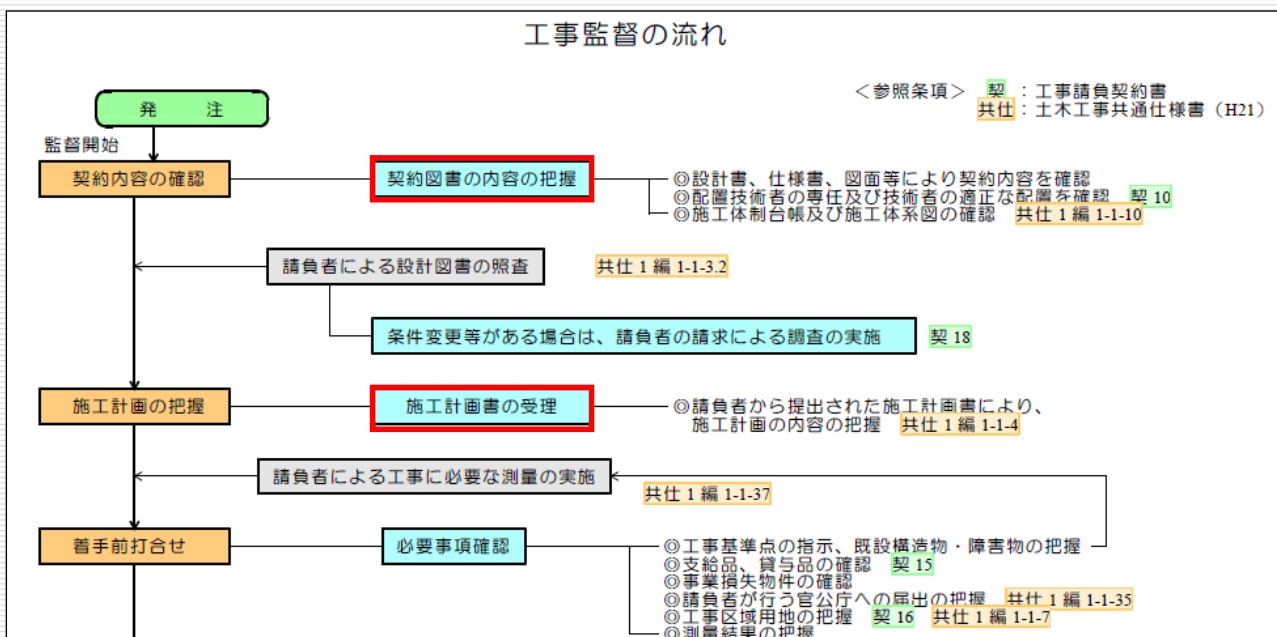 工事監督の流れ
＜参照条項＞ 契 ：工事請負契約書
共仕：土木工事共通仕様書（H21）
発 注
監督開始
契約内容の確認
契約図書の内容の把握
◎設計書、仕様書、図面等により契約内容を確認
◎配置技術者の専任及び技術者の適正な配置を確認 契 10
◎施工体制台帳及び施工体系図の確認 共仕 1 編 1-1-10
請負者による設計図書の照査
共仕 1 編 1-1-3.2
条件変更等がある場合は、請負者の請求による調査の実施
契 18
施工計画の把握
施工計画書の受理
◎請負者から提出された施工計画書により、
施工計画の内容の把握 共仕 1 編 1-1-4
請負者による工事に必要な測量の実施
共仕 1 編 1-1-37
着手前打合せ
必要事項確認
◎工事基準点の指示、既設構造物・障害物の把握
◎支給品、貸与品の確認 契 15
◎事業損失物件の確認
◎請負者が行う官公庁への届出の把握 共仕 1 編 1-1-35
◎工事区域用地の把握 契 16 共仕 1 編 1-1-7
◎測量結果の把握